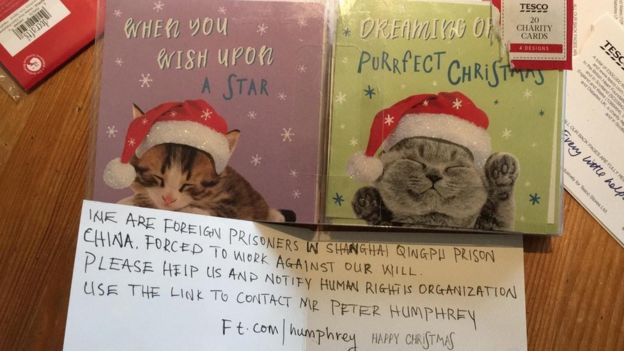 WHEN YOU
WISH UPON
A STAR
DREAMING OF
PURRFECT CHRISTMAS
TESCO
20
CHARITY
CARDS
4 DESIGNS
TESCO
Every little helps
WE ARE FOREIGN PRISONERS IN SHANGHAI QINGPU PRISON
CHINA. FORCED TO WORK AGAINST OUR WILL.
PLEASE HELP US AND NOTIFY HUMAN RIGHTS ORGANIZATION
USE THE LINK TO CONTACT MR PETER HUMPHREY
Ft.com/humphrey HAPPY CHRISTMAS